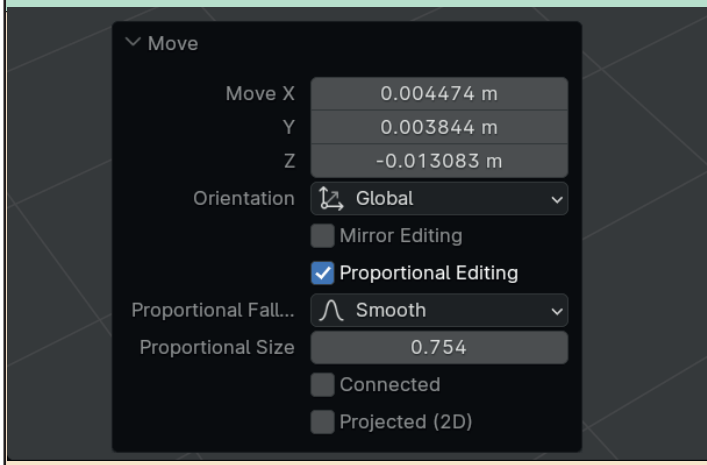 Move
Move X 0.004474 m
Y 0.003844 m
Z -0.013083 m
Orientation Global
Mirror Editing
Proportional Editing
Proportional Fall... Smooth
Proportional Size 0.754
Connected
Projected (2D)